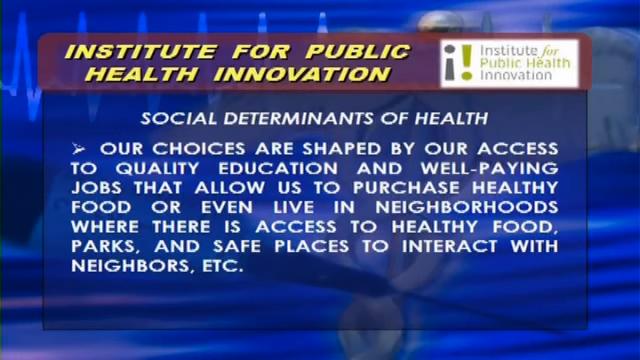 INSTITUTE FOR PUBLIC
HEALTH INNOVATION
Institute for
Public Health
Innovation
SOCIAL DETERMINANTS OF HEALTH
➢ OUR CHOICES ARE SHAPED BY OUR ACCESS
TO QUALITY EDUCATION AND WELL-PAYING
JOBS THAT ALLOW US TO PURCHASE HEALTHY
FOOD OR EVEN LIVE IN NEIGHBORHOODS
WHERE THERE IS ACCESS TO HEALTHY FOOD,
PARKS, AND SAFE PLACES TO INTERACT WITH
NEIGHBORS, ETC.